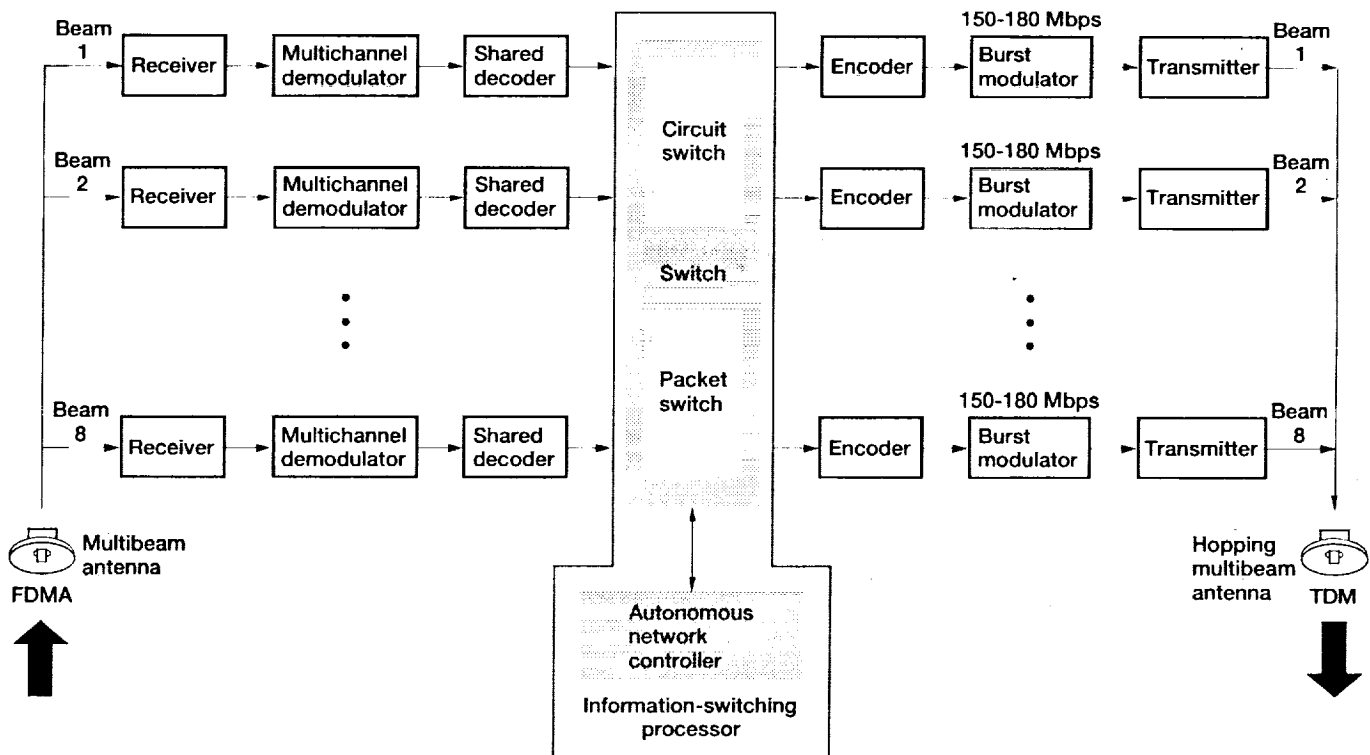 Beam
1
Receiver
Multichannel
demodulator
Shared
decoder
Circuit
switch
Encoder
150-180 Mbps
Burst
modulator
Transmitter
Beam
1
Beam
2
Receiver
Multichannel
demodulator
Shared
decoder
Encoder
150-180 Mbps
Burst
modulator
Transmitter
Beam
2
Switch
Packet
switch
Beam
8
Receiver
Multichannel
demodulator
Shared
decoder
Encoder
150-180 Mbps
Burst
modulator
Transmitter
Beam
8
Multibeam
antenna
FDMA
Hopping
multibeam
antenna
TDM
Autonomous
network
controller
Information-switching
processor